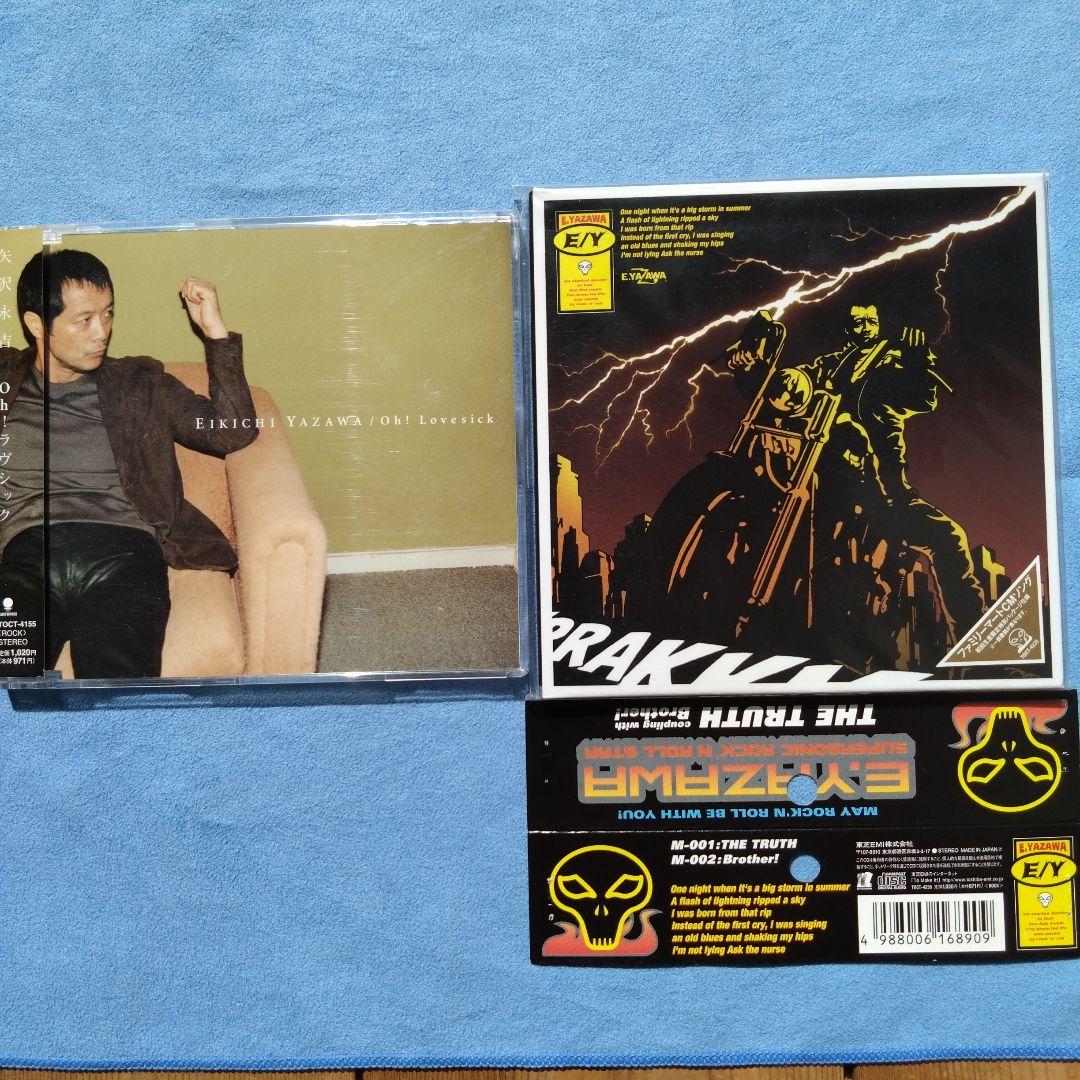 矢沢永吉 Oh!ラヴシック
TOCT-4155
〈ROCK〉
STEREO
定価1,020円
(本体971円)
EIKICHI YAZAWA / Oh! Lovesick
E.YAZAWA
E/Y
One night when it's a big storm in summer
A flash of lightning ripped a sky
I was born from that rip
Instead of the first cry, I was singing
an old blues and shaking my hips
I'm not lying Ask the nurse
E.YAZAWA
ファミリーマートCMソング
TOCT-4235
THE TRUTH
coupling with
Brother!
E.YAZAWA
SUPERSONIC ROCK'N ROLL STAR
MAY ROCK'N ROLL BE WITH YOU!
M-001:THE TRUTH
M-002:Brother!
One night when it's a big storm in summer
A flash of lightning ripped a sky
I was born from that rip
Instead of the first cry, I was singing
an old blues and shaking my hips
I'm not lying Ask the nurse
東芝EMI株式会社
STEREO MADE IN JAPAN
TOCT-4235
4 988006 168909
E.YAZAWA
E/Y